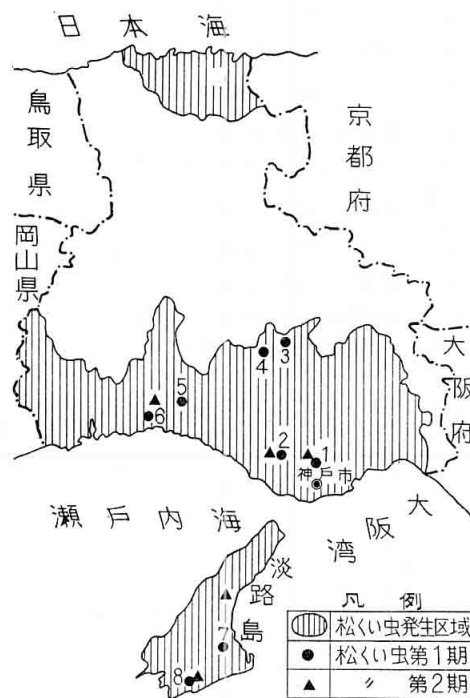 日本海
鳥取県
京都府
岡山県
大阪府
3
4
5
6
2
1
神戸市
瀬戸内海
大阪湾
淡路島
7
8
凡例
松くい虫発生区域
松くい虫第1期
〃 第2期